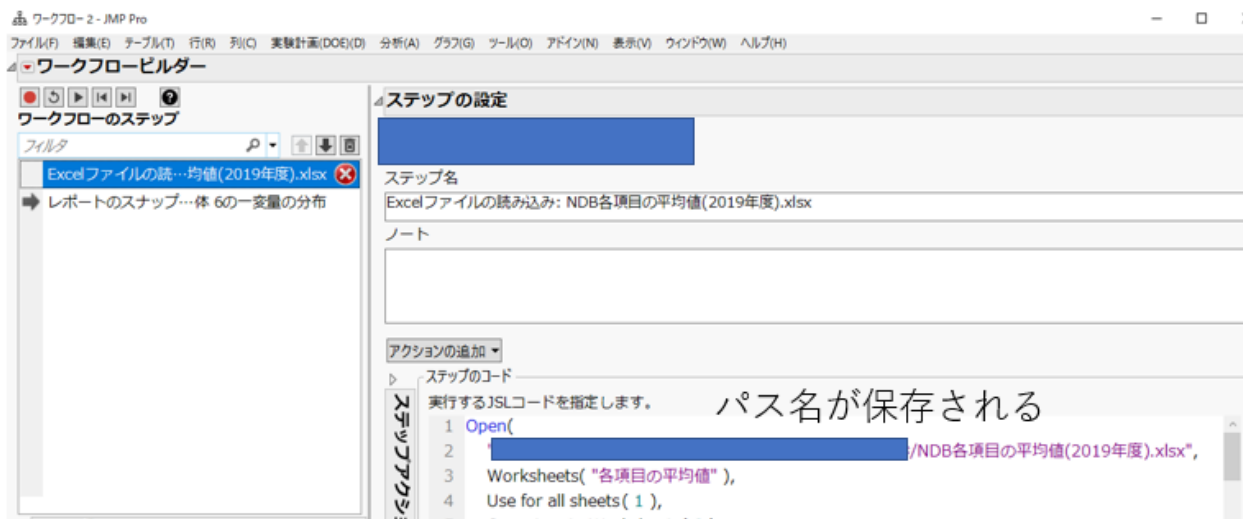 ワークフロー 2 - JMP Pro
ファイル(F) 編集(E) テーブル(T) 行(R) 列(C) 実験計画(DOE)(D) 分析(A) グラフ(G) ツール(O) アドイン(N) 表示(V) ウィンドウ(W) ヘルプ(H)
ワークフロービルダー
ワークフローのステップ
フィルタ
Excelファイルの読…均値(2019年度).xlsx
レポートのスナップ…体 6の一変量の分布
ステップの設定
ステップ名
Excelファイルの読み込み: NDB各項目の平均値(2019年度).xlsx
ノート
アクションの追加
ステップのコード
実行するJSLコードを指定します。
パス名が保存される
1 Open(
2 "/NDB各項目の平均値(2019年度).xlsx",
3 Worksheets( "各項目の平均値" ),
4 Use for all sheets( 1 ),
ステップアクシ